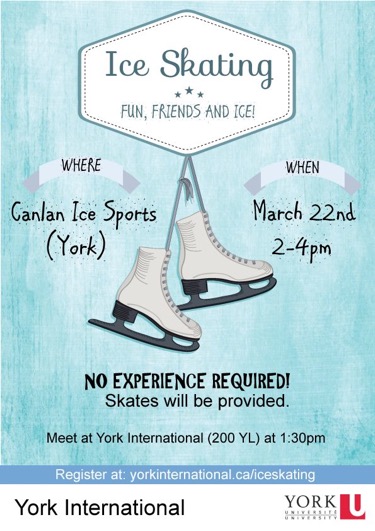 Ice Skating
FUN, FRIENDS AND ICE!
WHERE
Canlan Ice Sports
(York)
WHEN
March 22nd
2-4pm
NO EXPERIENCE REQUIRED!
Skates will be provided.
Meet at York International (200 YL) at 1:30pm
Register at: yorkinternational.ca/iceskating
York International
YORK U
UNIVERSITÉ
UNIVERSITY